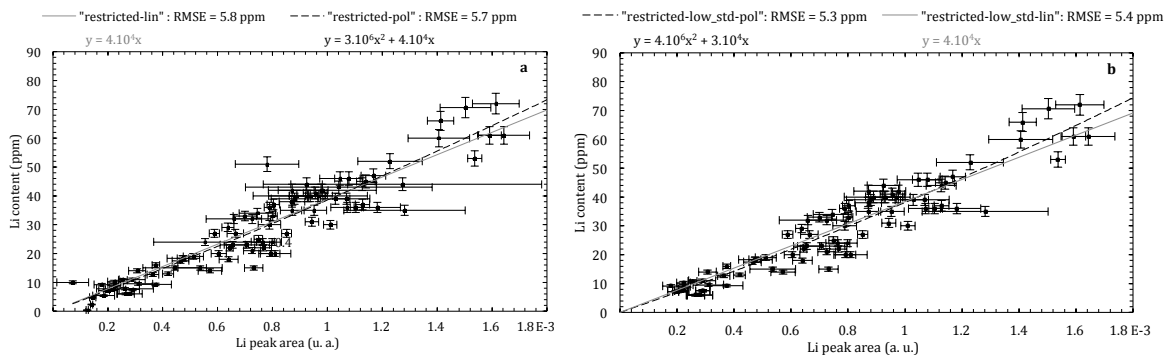 "restricted-lin" : RMSE = 5.8 ppm
"restricted-pol" : RMSE = 5.7 ppm
y = 4.10⁴x
y = 3.10⁶x² + 4.10⁴x
a
Li content (ppm)
90
80
70
60
50
40
30
20
10
0
0.2
0.4
0.6
0.8
1
1.2
1.4
1.6
1.8 E-3
Li peak area (u. a.)
"restricted-low_std-pol": RMSE = 5.3 ppm
"restricted-low_std-lin": RMSE = 5.4 ppm
y = 4.10⁶x² + 3.10⁴x
y = 4.10⁴x
b
Li content (ppm)
90
80
70
60
50
40
30
20
10
0
0.2
0.4
0.6
0.8
1
1.2
1.4
1.6
1.8 E-3
Li peak area (a. u.)